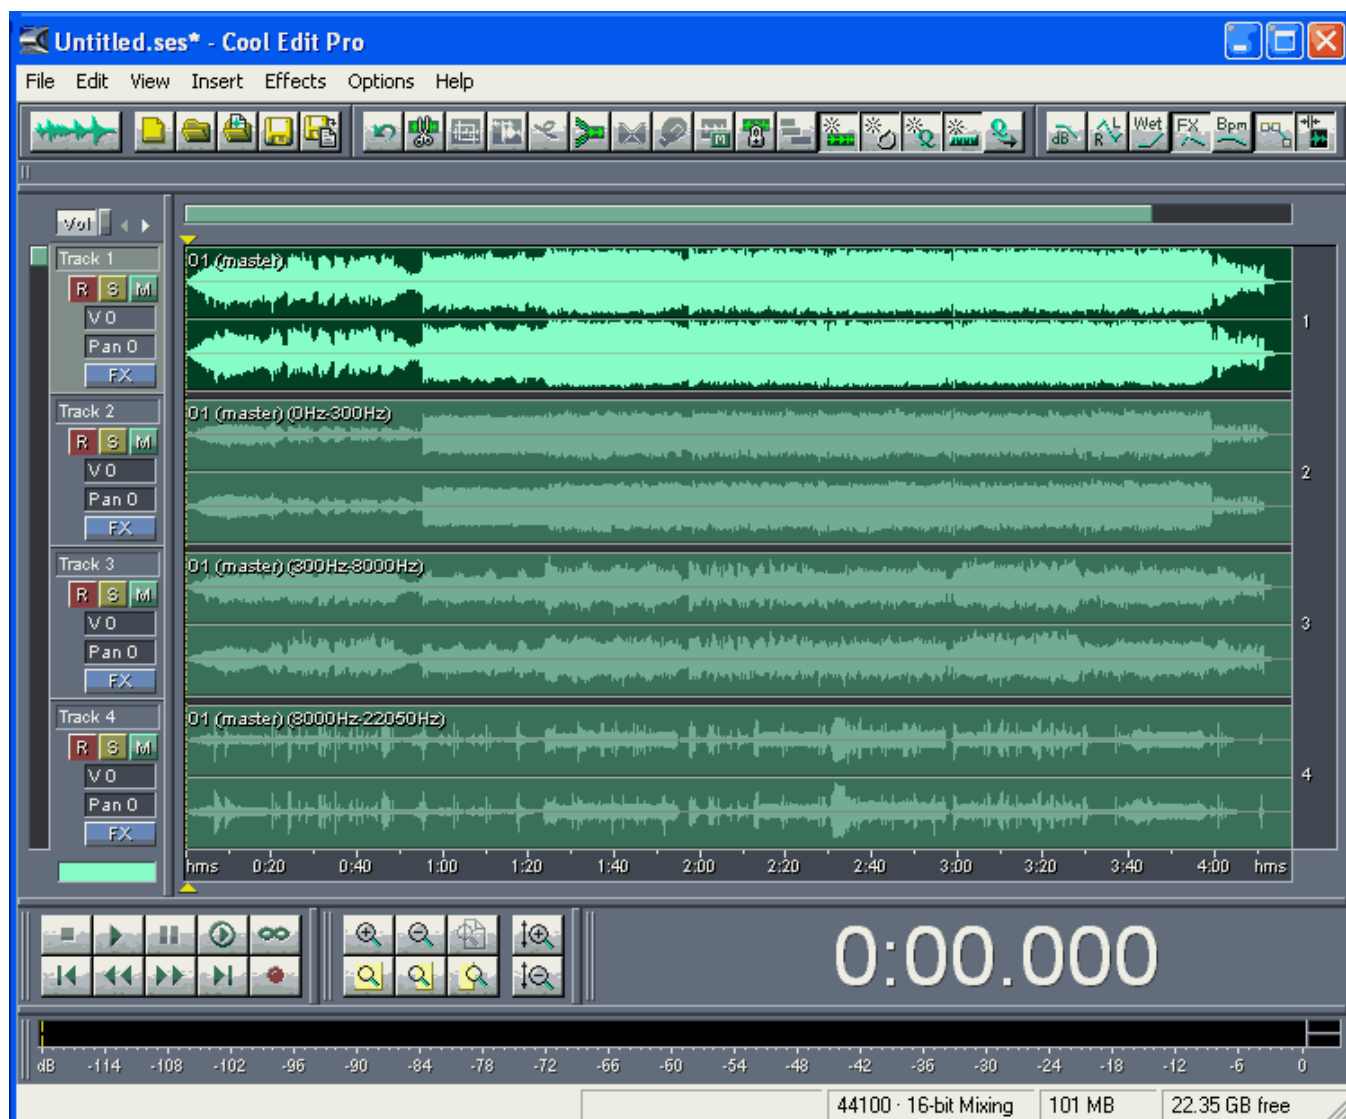 Untitled.ses* - Cool Edit Pro
File Edit View Insert Effects Options Help
dB R L Wet FX Bpm
Vol
Track 1
01 (master)
R S M
V 0
Pan 0
FX
1
Track 2
01 (master) (0Hz-300Hz)
R S M
V 0
Pan 0
FX
2
Track 3
01 (master) (300Hz-8000Hz)
R S M
V 0
Pan 0
FX
3
Track 4
01 (master) (8000Hz-22050Hz)
R S M
V 0
Pan 0
FX
4
hms 0:20 0:40 1:00 1:20 1:40 2:00 2:20 2:40 3:00 3:20 3:40 4:00 hms
0:00.000
dB -114 -108 -102 -96 -90 -84 -78 -72 -66 -60 -54 -48 -42 -36 -30 -24 -18 -12 -6 0
44100 · 16-bit Mixing 101 MB 22.35 GB free